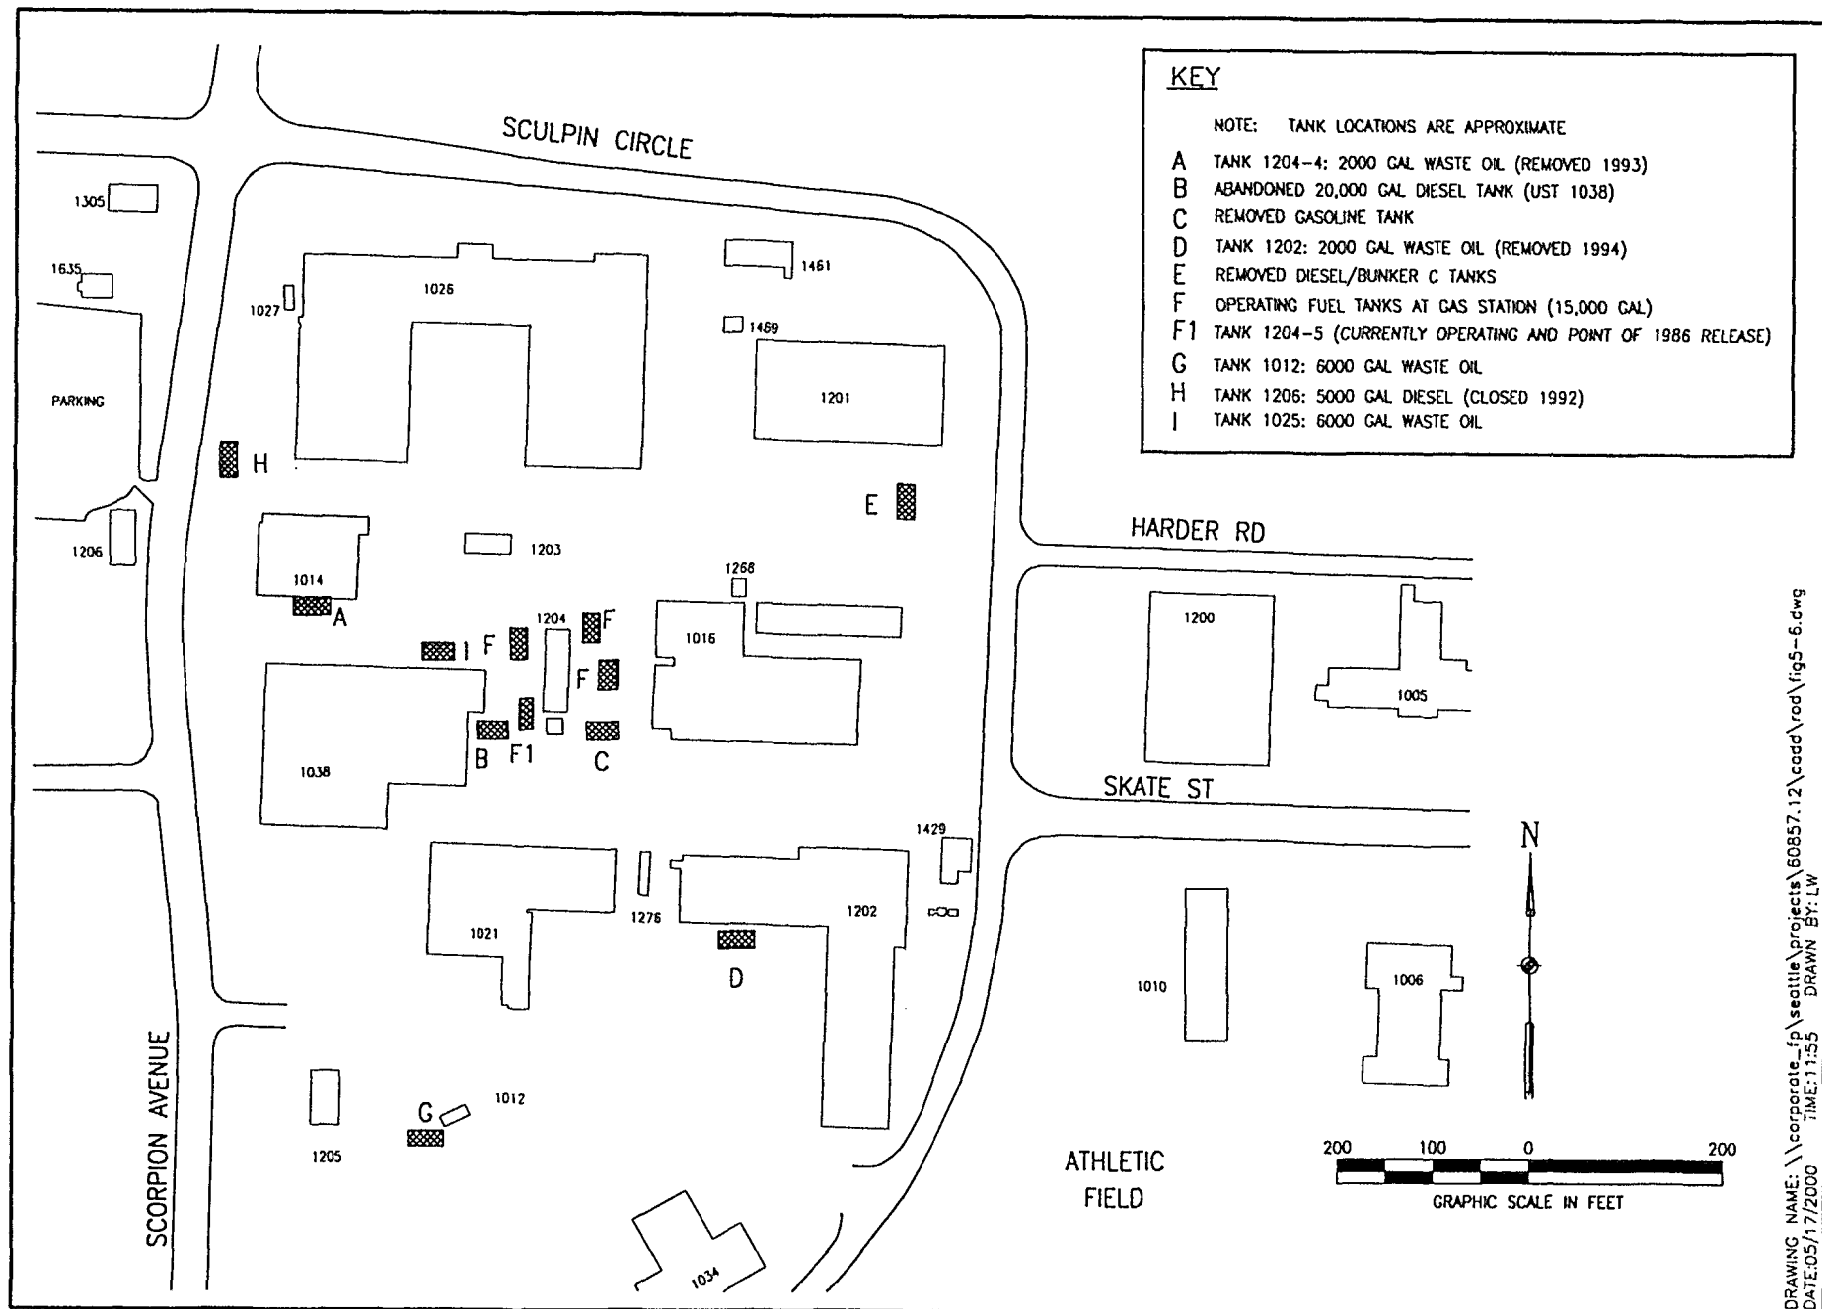 KEY
NOTE: TANK LOCATIONS ARE APPROXIMATE
A TANK 1204-4: 2000 GAL WASTE OIL (REMOVED 1993)
B ABANDONED 20,000 GAL DIESEL TANK (UST 1038)
C REMOVED GASOLINE TANK
D TANK 1202: 2000 GAL WASTE OIL (REMOVED 1994)
E REMOVED DIESEL/BUNKER C TANKS
F OPERATING FUEL TANKS AT GAS STATION (15,000 GAL)
F1 TANK 1204-5 (CURRENTLY OPERATING AND POINT OF 1986 RELEASE)
G TANK 1012: 6000 GAL WASTE OIL
H TANK 1206: 5000 GAL DIESEL (CLOSED 1992)
I TANK 1025: 6000 GAL WASTE OIL
SCULPIN CIRCLE
1305
1635
1027
1026
1461
1469
1201
PARKING
H
E
HARDER RD
1206
1203
1014
A
1268
1204
F
F
I
F
1016
1200
1005
B
F1
C
1038
SKATE ST
1429
N
1276
1021
1202
D
1010
1006
SCORPION AVENUE
1205
G
1012
1034
ATHLETIC
FIELD
200 100 0 200
GRAPHIC SCALE IN FEET
DRAWING NAME: \\corporate_fp\seattle\projects\60857.12\cadd\rod\fig5-6.dwg
DATE:05/17/2000 TIME:11:55 DRAWN BY: LW